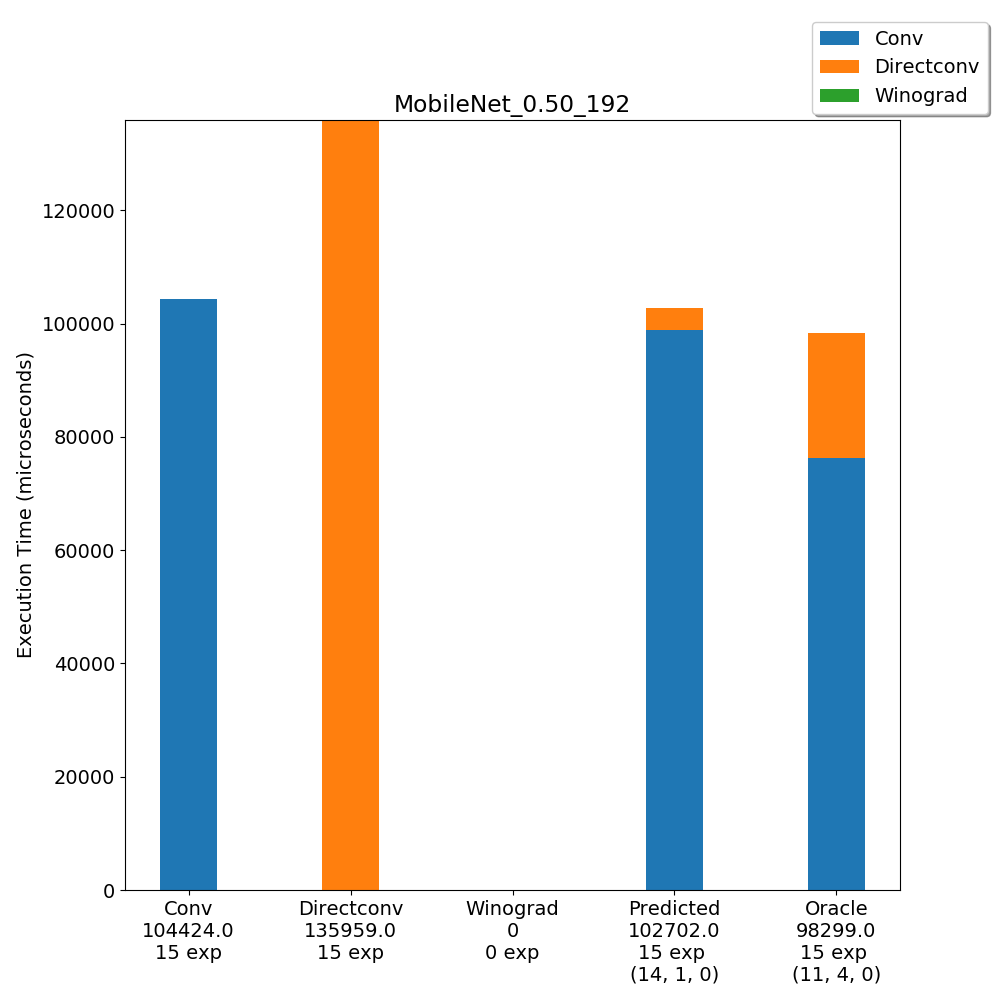 Conv
Directconv
Winograd
MobileNet_0.50_192
Execution Time (microseconds)
120000
100000
80000
60000
40000
20000
0
Conv
104424.0
15 exp
Directconv
135959.0
15 exp
Winograd
0
0 exp
Predicted
102702.0
15 exp
(14, 1, 0)
Oracle
98299.0
15 exp
(11, 4, 0)